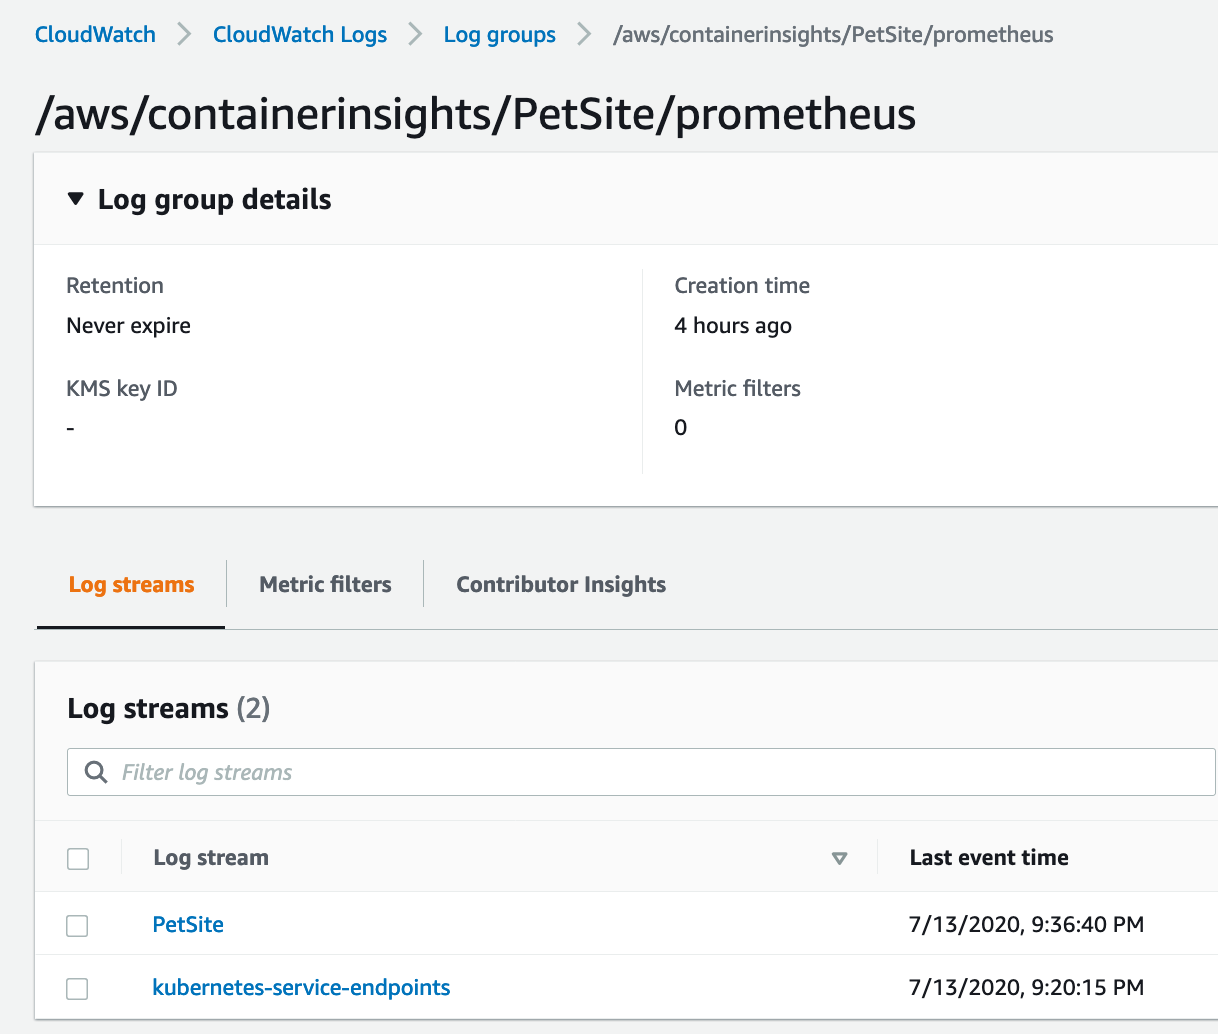 CloudWatch CloudWatch Logs Log groups /aws/containerinsights/PetSite/prometheus
/aws/containerinsights/PetSite/prometheus
Log group details
Retention
Never expire
Creation time
4 hours ago
KMS key ID
-
Metric filters
0
Log streams Metric filters Contributor Insights
Log streams (2)
Filter log streams
Log stream Last event time
PetSite 7/13/2020, 9:36:40 PM
kubernetes-service-endpoints 7/13/2020, 9:20:15 PM